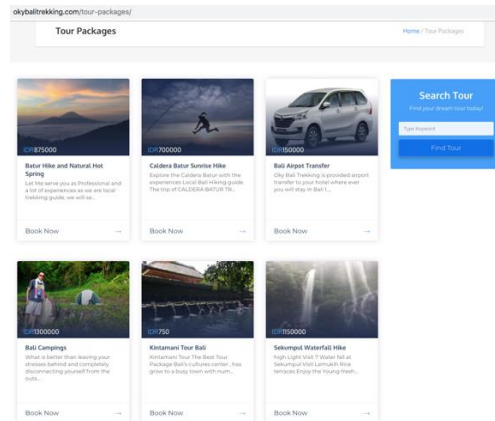 okybalitrekking.com/tour-packages/
Tour Packages
Home / Tour Packages
IDR875000
Batur Hike and Natural Hot
Spring
Let Me serve you as Professional and
a lot of experiences as we are local
trekking guide, we will se...
Book Now →
IDR700000
Caldera Batur Sunrise Hike
Explore the Caldera Batur with the
experiences Local Bali Hiking guide.
The trip of CALDERA BATUR TR...
Book Now →
IDR150000
Bali Airpot Transfer
Oky Bali Trekking is provided airport
transfer to your hotel where ever
you will stay in Bali 1....
Book Now →
Search Tour
Find your dream tour today!
Type Keyword
Find Tour
IDR1300000
Bali Campings
What is better than leaving your
stresses behind and completely
disconnecting yourself from the
outs...
Book Now →
IDR750
Kintamani Tour Bali
Kintamani Tour The Best Tour
Package Bali's cultures center , has
grow to a busy town with num...
Book Now →
IDR1150000
Sekumpul Waterfall Hike
high Light Visit 7 Water fall at
Sekumpul Visit Lemukih Rice
terraces Enjoy the Young fresh...
Book Now →